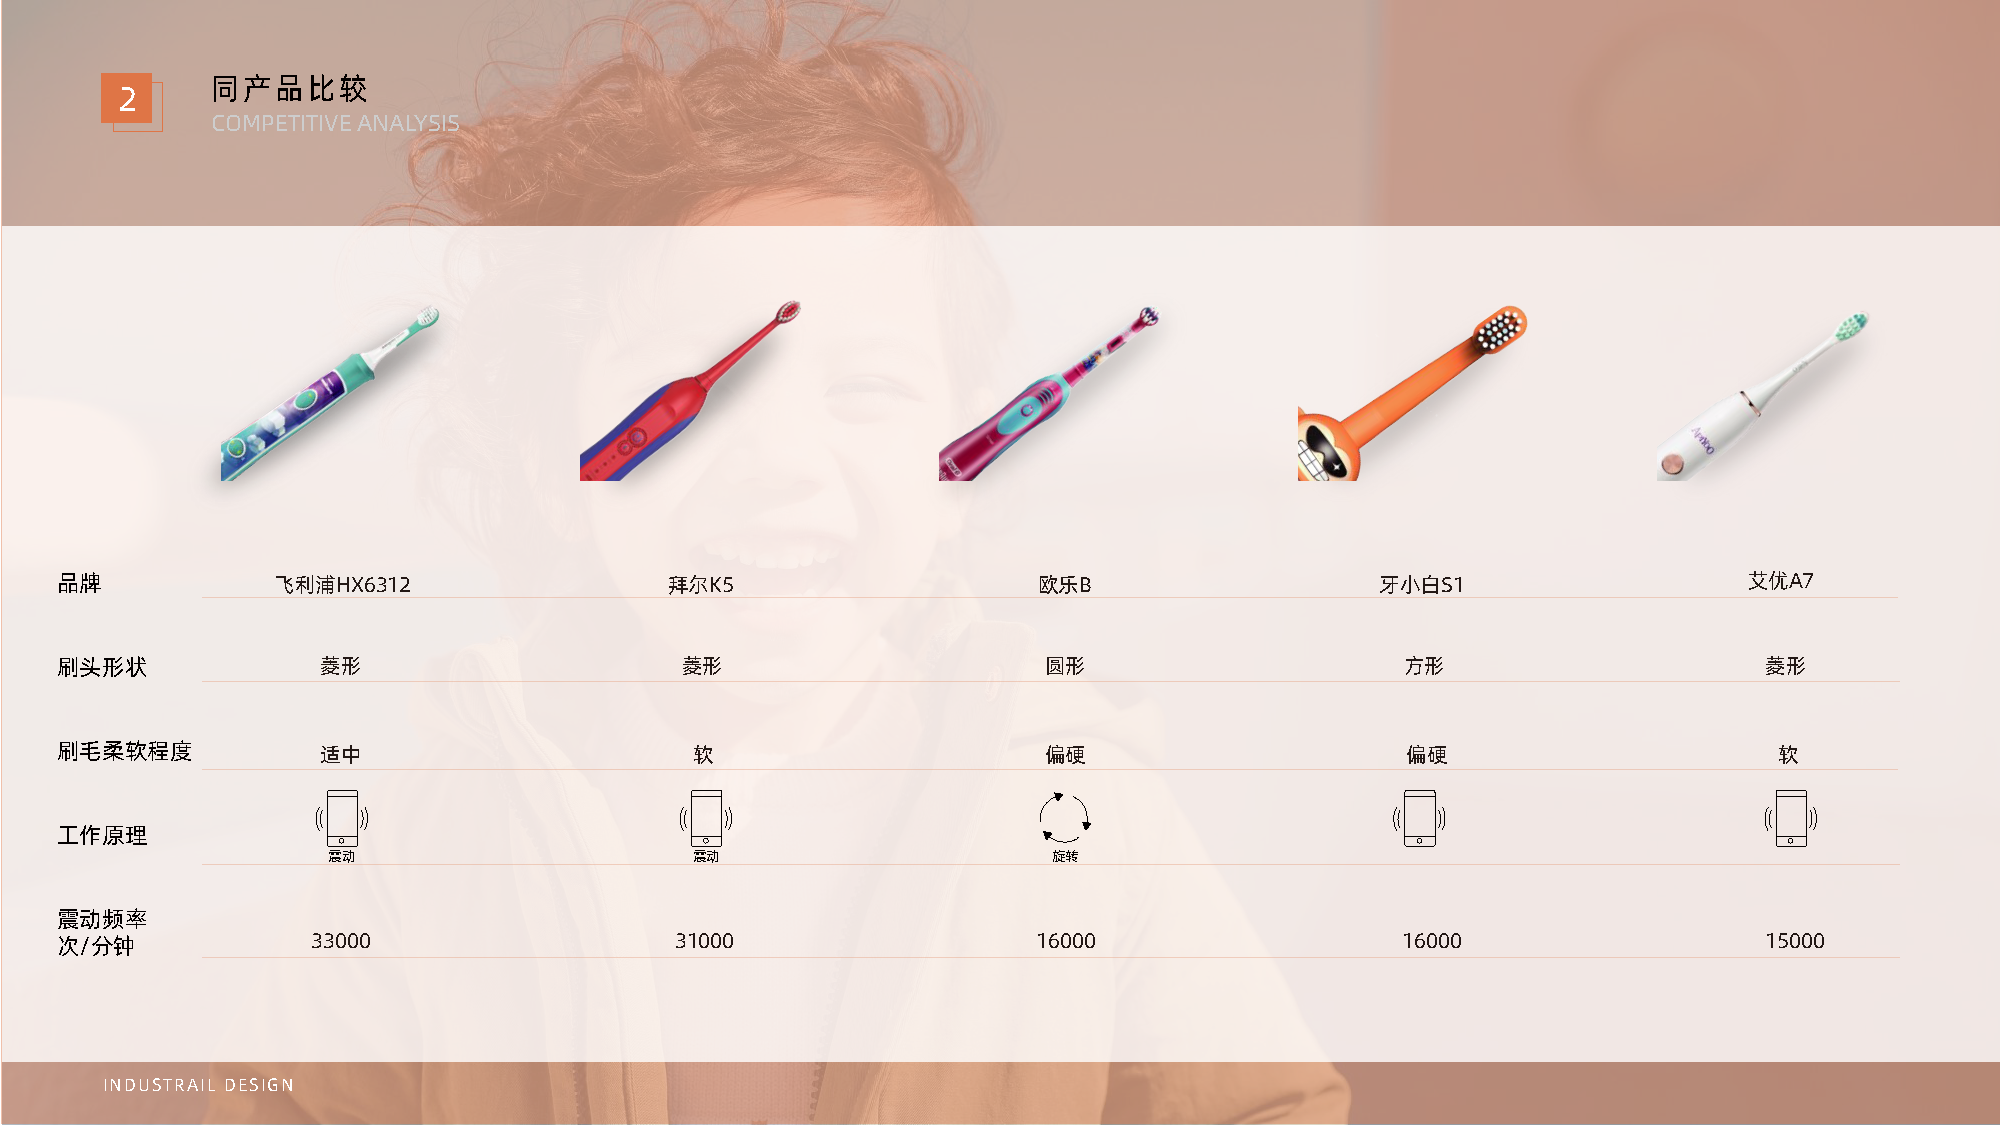 2
同产品比较
COMPETITIVE ANALYSIS
品牌 飞利浦HX6312 拜尔K5 欧乐B 牙小白S1 艾优A7
刷头形状 菱形 菱形 圆形 方形 菱形
刷毛柔软程度 适中 软 偏硬 偏硬 软
工作原理 震动 震动 旋转
震动频率
次/分钟 33000 31000 16000 16000 15000
INDUSTRAIL DESIGN